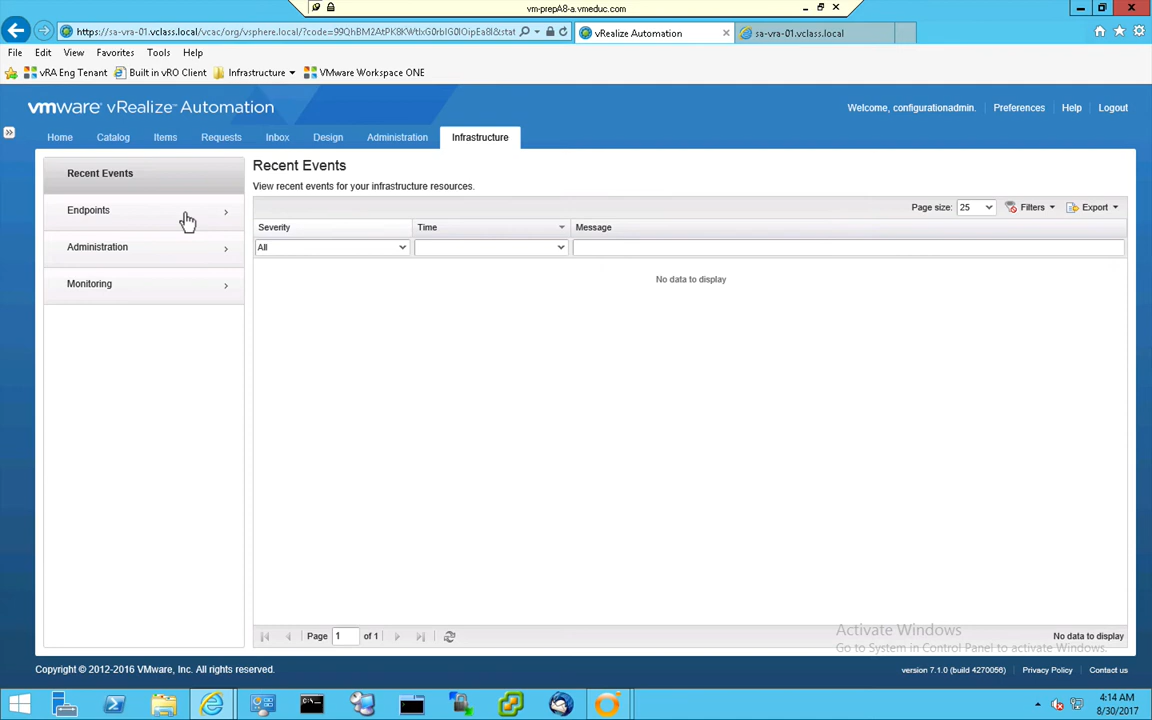 vm-prepA8-a.vmeduc.com
https://sa-vra-01.vclass.local/vcac/org/vsphere.local/?code=99QhBM2AtPK8KWtlxG0rbIG0IOipEa8I&stat
vRealize Automation
sa-vra-01.vclass.local
File Edit View Favorites Tools Help
vRA Eng Tenant Built in vRO Client Infrastructure VMware Workspace ONE
vmware vRealize Automation
Welcome, configurationadmin. Preferences Help Logout
Home Catalog Items Requests Inbox Design Administration Infrastructure
Recent Events
Endpoints
Administration
Monitoring
Recent Events
View recent events for your infrastructure resources.
Page size: 25 Filters Export
Severity Time Message
All
No data to display
Page 1 of 1
No data to display
Activate Windows
Go to System in Control Panel to activate Windows.
Copyright © 2012-2016 VMware, Inc. All rights reserved.
version 7.1.0 (build 4270056) Privacy Policy Contact us
4:14 AM
8/30/2017